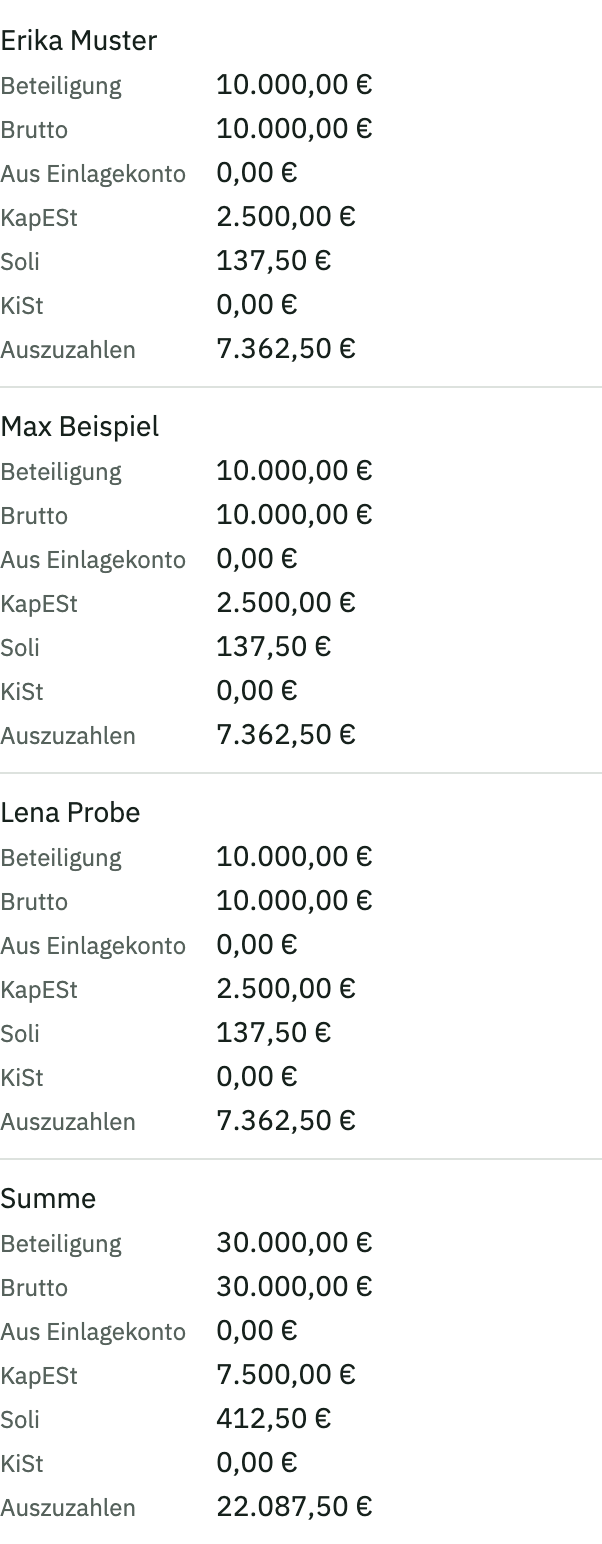 Erika Muster
Beteiligung 10.000,00 €
Brutto 10.000,00 €
Aus Einlagekonto 0,00 €
KapESt 2.500,00 €
Soli 137,50 €
KiSt 0,00 €
Auszuzahlen 7.362,50 €
Max Beispiel
Beteiligung 10.000,00 €
Brutto 10.000,00 €
Aus Einlagekonto 0,00 €
KapESt 2.500,00 €
Soli 137,50 €
KiSt 0,00 €
Auszuzahlen 7.362,50 €
Lena Probe
Beteiligung 10.000,00 €
Brutto 10.000,00 €
Aus Einlagekonto 0,00 €
KapESt 2.500,00 €
Soli 137,50 €
KiSt 0,00 €
Auszuzahlen 7.362,50 €
Summe
Beteiligung 30.000,00 €
Brutto 30.000,00 €
Aus Einlagekonto 0,00 €
KapESt 7.500,00 €
Soli 412,50 €
KiSt 0,00 €
Auszuzahlen 22.087,50 €